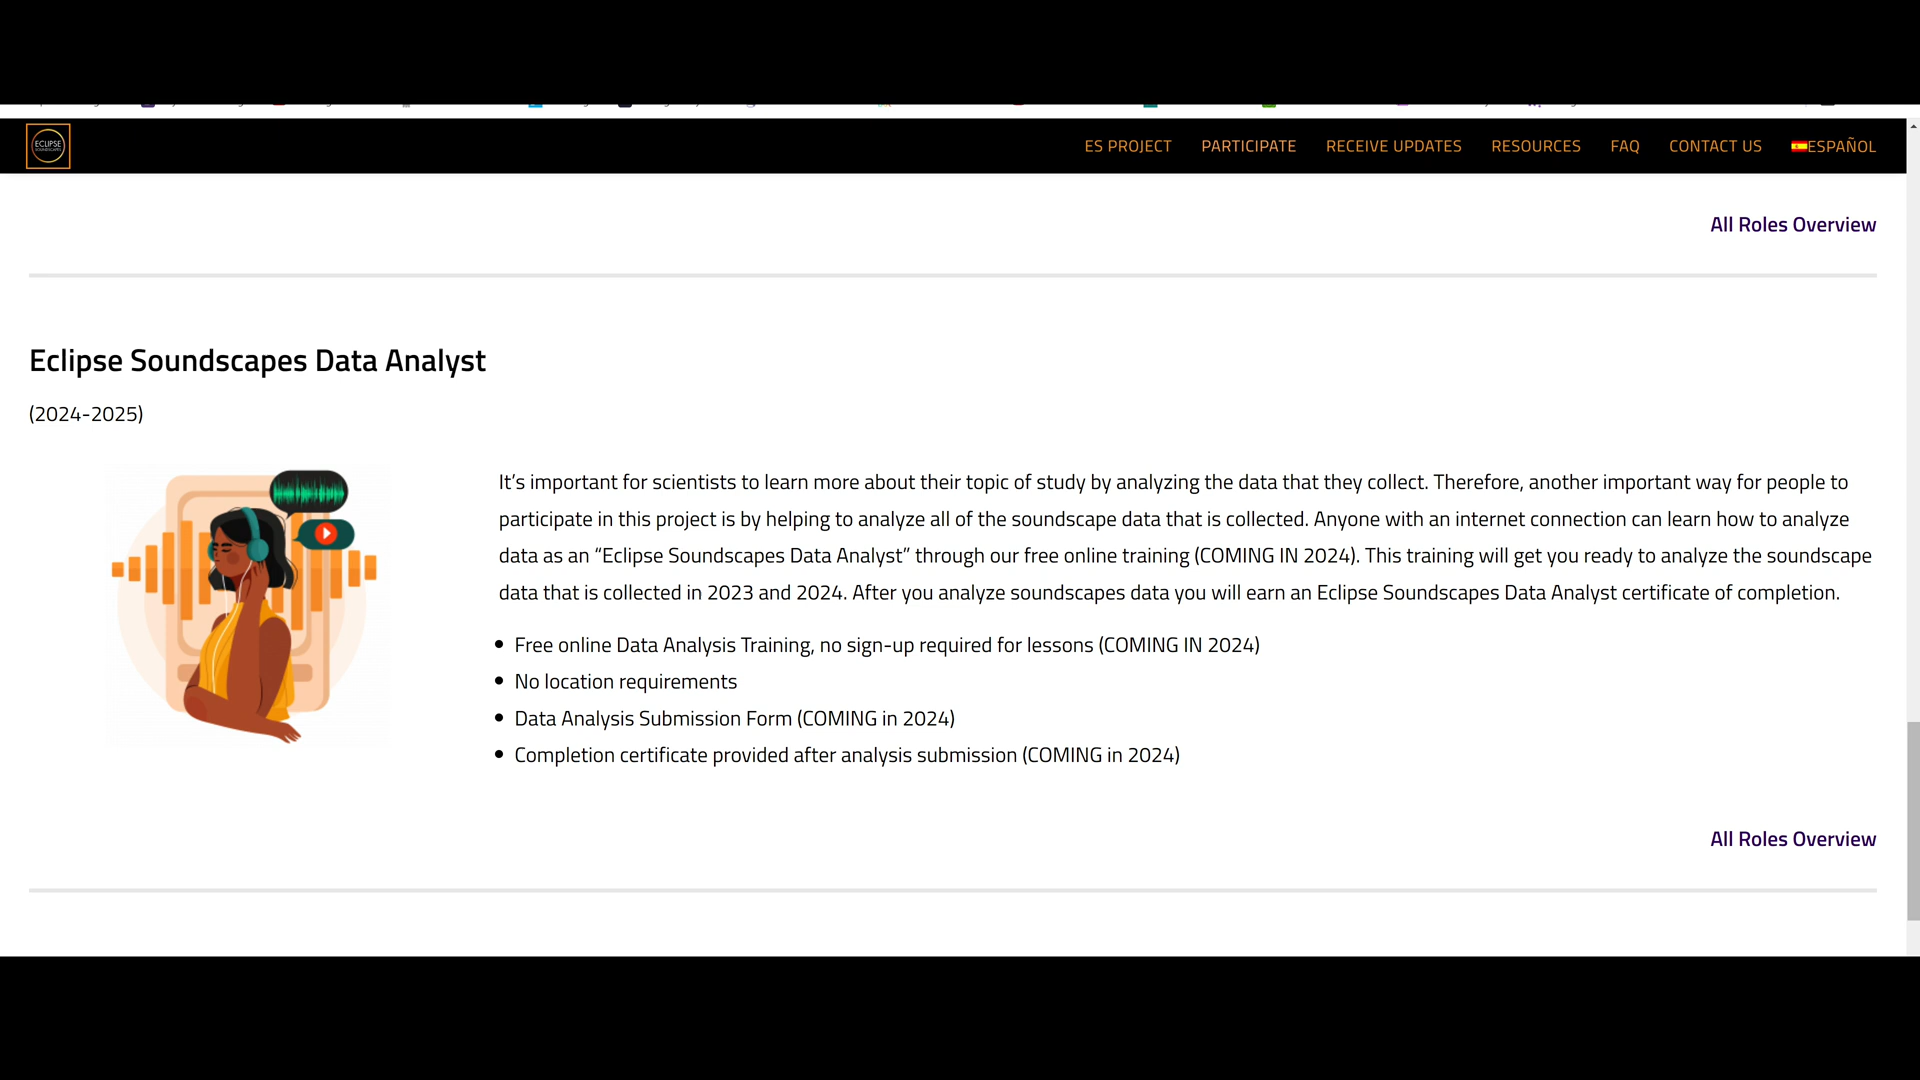 ECLIPSE
SOUNDSCAPES
ES PROJECT PARTICIPATE RECEIVE UPDATES RESOURCES FAQ CONTACT US ESPAÑOL
All Roles Overview
Eclipse Soundscapes Data Analyst
(2024-2025)
It’s important for scientists to learn more about their topic of study by analyzing the data that they collect. Therefore, another important way for people to
participate in this project is by helping to analyze all of the soundscape data that is collected. Anyone with an internet connection can learn how to analyze
data as an “Eclipse Soundscapes Data Analyst” through our free online training (COMING IN 2024). This training will get you ready to analyze the soundscape
data that is collected in 2023 and 2024. After you analyze soundscapes data you will earn an Eclipse Soundscapes Data Analyst certificate of completion.
• Free online Data Analysis Training, no sign-up required for lessons (COMING IN 2024)
• No location requirements
• Data Analysis Submission Form (COMING in 2024)
• Completion certificate provided after analysis submission (COMING in 2024)
All Roles Overview